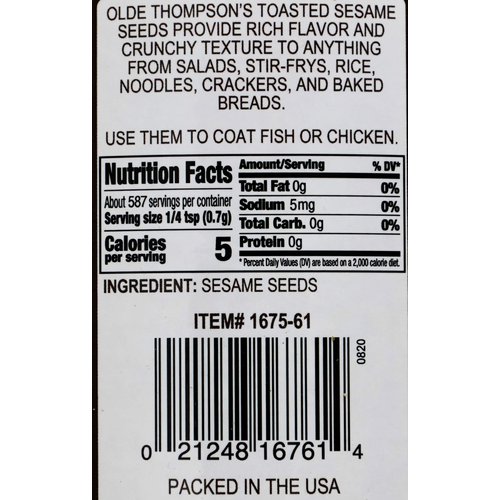 OLDE THOMPSON'S TOASTED SESAME
SEEDS PROVIDE RICH FLAVOR AND
CRUNCHY TEXTURE TO ANYTHING
FROM SALADS, STIR-FRYS, RICE,
NOODLES, CRACKERS, AND BAKED
BREADS.
USE THEM TO COAT FISH OR CHICKEN.
Nutrition Facts
About 587 servings per container
Serving size 1/4 tsp (0.7g)
Calories 5
per serving
Amount/Serving % DV*
Total Fat 0g 0%
Sodium 5mg 0%
Total Carb. 0g 0%
Protein 0g
* Percent Daily Values (DV) are based on a 2,000 calorie diet.
INGREDIENT: SESAME SEEDS
ITEM# 1675-61
0820
0 21248 16761 4
PACKED IN THE USA